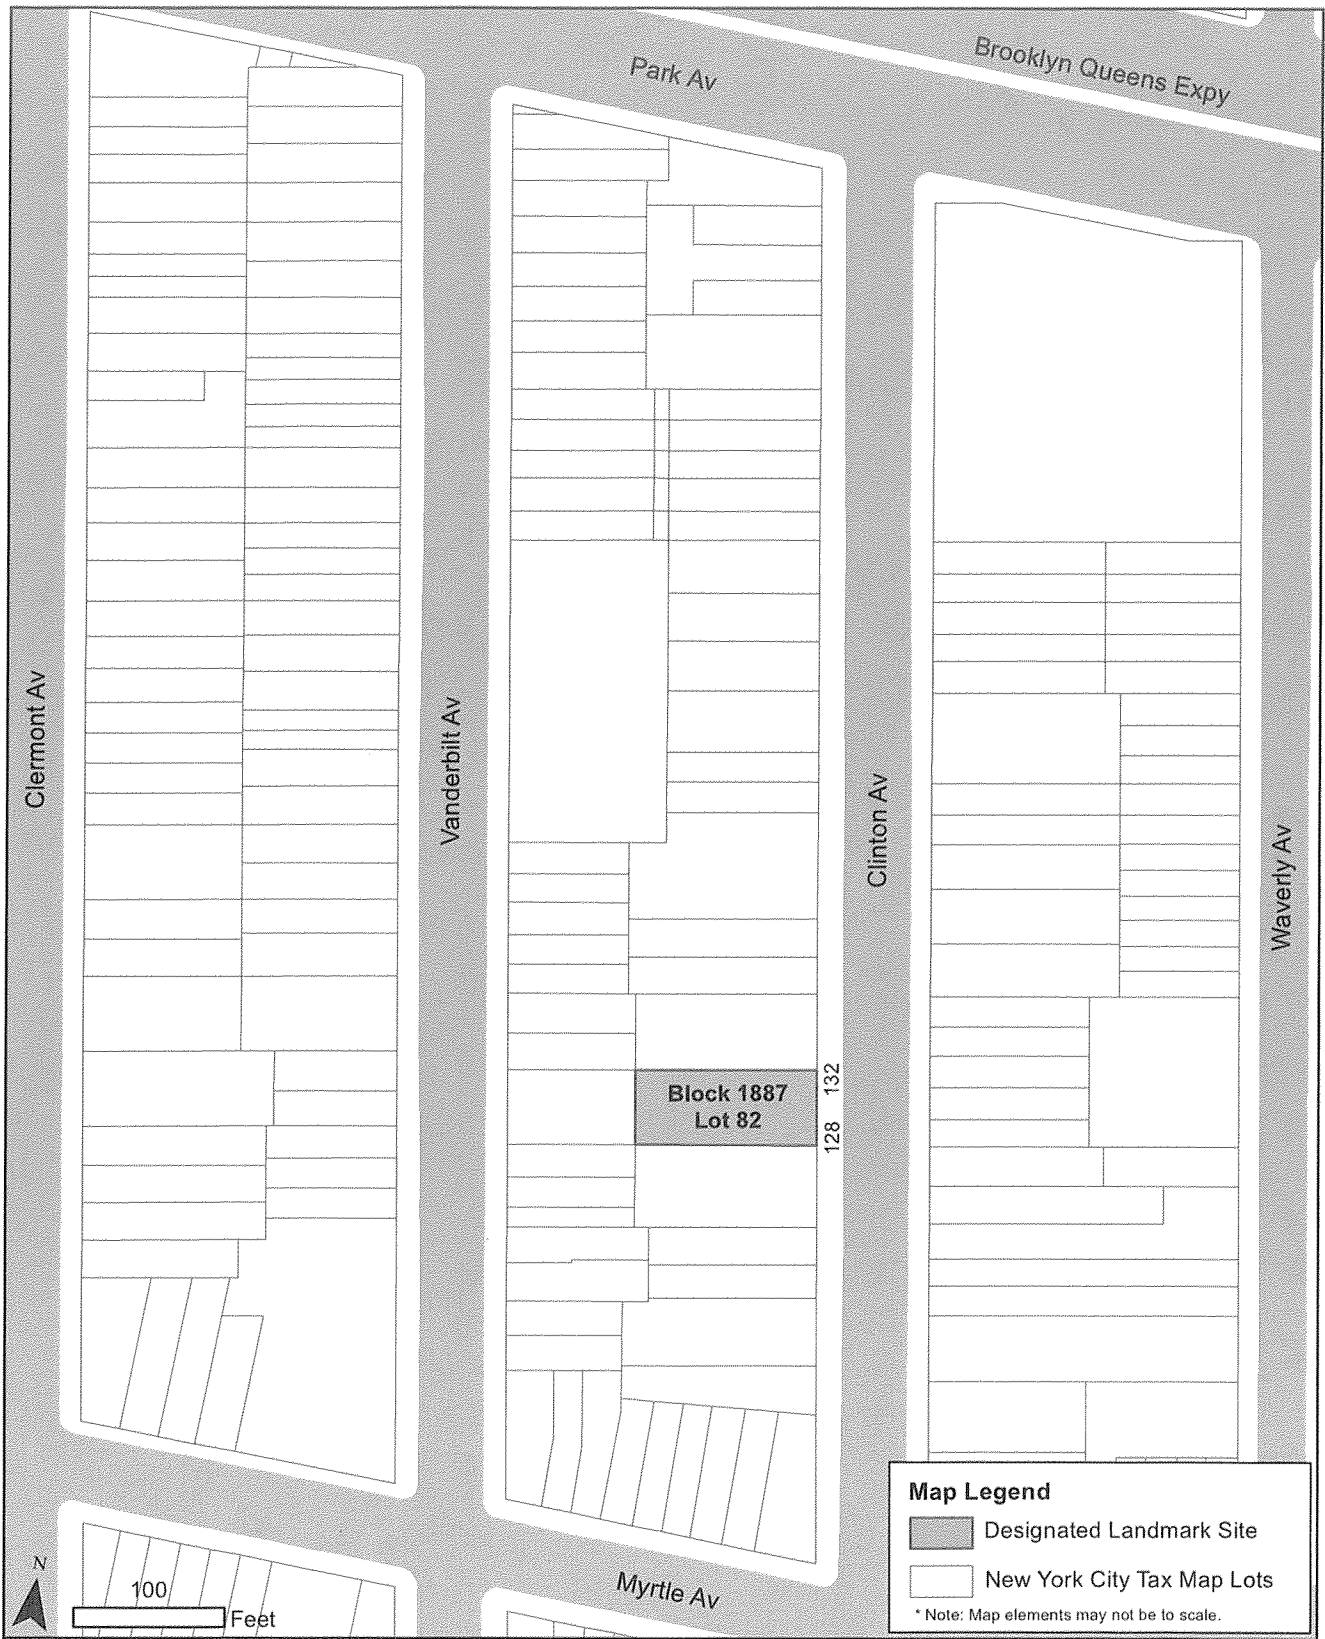 Brooklyn Queens Expy
Park Av
Clermont Av
Vanderbilt Av
Clinton Av
Waverly Av
Block 1887
Lot 82
132
128
Myrtle Av
N
100
Feet
Map Legend
Designated Landmark Site
New York City Tax Map Lots
* Note: Map elements may not be to scale.